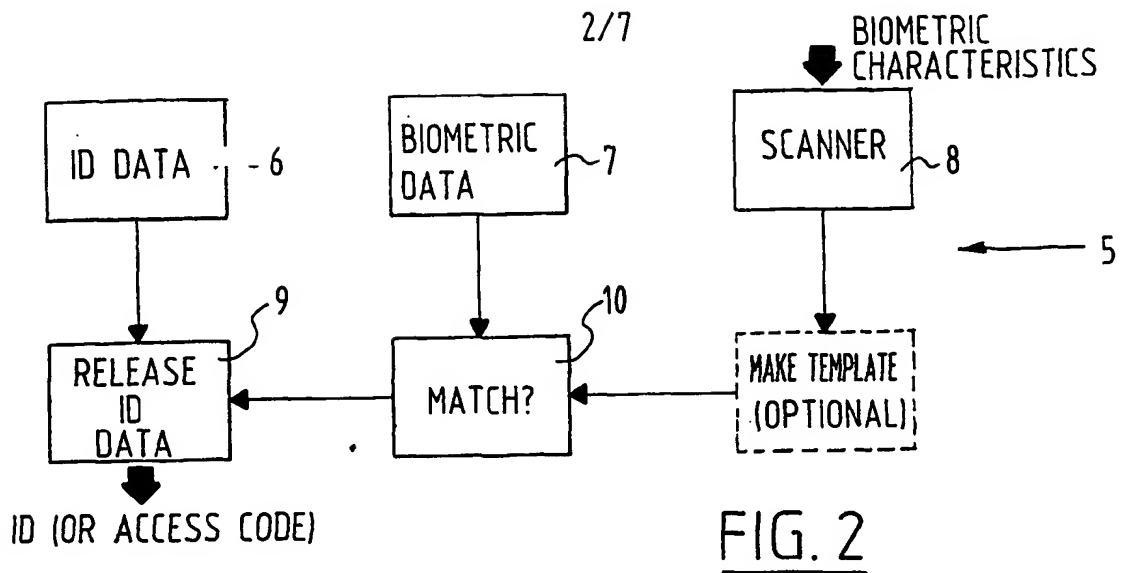 2/7
BIOMETRIC
CHARACTERISTICS
ID DATA
6
BIOMETRIC
DATA
7
SCANNER
8
5
9
RELEASE
ID
DATA
10
MATCH?
MAKE TEMPLATE
(OPTIONAL)
ID (OR ACCESS CODE)
FIG. 2